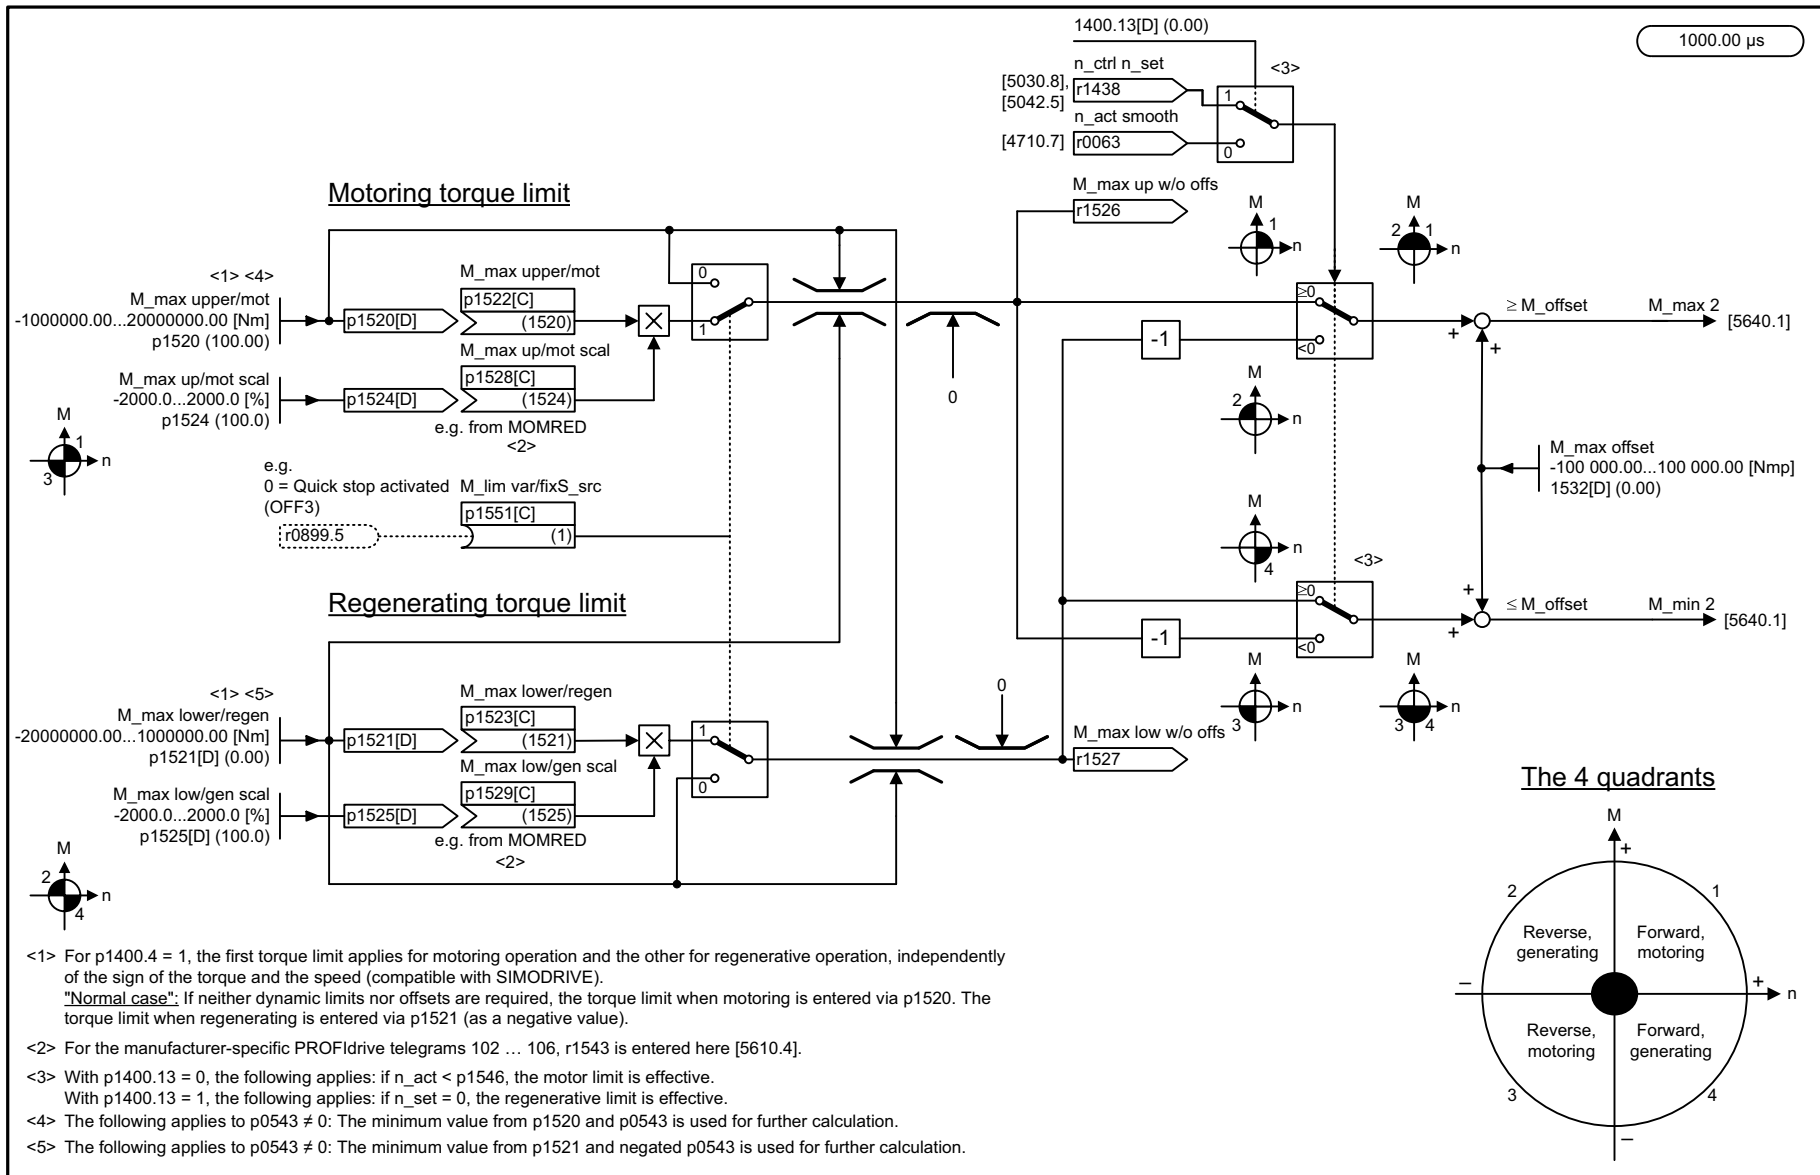 1400.13[D] (0.00)
1000.00 µs
n_ctrl n_set
<3>
[5030.8],
r1438
[5042.5]
1
n_act smooth
[4710.7]
r0063
0
Motoring torque limit
M_max up w/o offs
r1526
M
1
n
M
2 1
n
<1> <4>
M_max upper/mot
-1000000.00...20000000.00 [Nm]
p1520 (100.00)
p1520[D]
M_max upper/mot
p1522[C]
(1520)
0
1
≥0
<0
-1
+
+
≥ M_offset
M_max 2
[5640.1]
M_max up/mot scal
-2000.0...2000.0 [%]
p1524 (100.0)
p1524[D]
M_max up/mot scal
p1528[C]
(1524)
e.g. from MOMRED
<2>
0
M
2
n
M
1
n
3
M_max offset
-100 000.00...100 000.00 [Nmp]
1532[D] (0.00)
e.g.
0 = Quick stop activated
(OFF3)
r0899.5
M_lim var/fixS_src
p1551[C]
(1)
M
n
4
<3>
Regenerating torque limit
≥0
<0
-1
+
+
≤ M_offset
M_min 2
[5640.1]
M
3
n
M
3 4
n
<1> <5>
M_max lower/regen
-20000000.00...1000000.00 [Nm]
p1521[D] (0.00)
p1521[D]
M_max lower/regen
p1523[C]
(1521)
1
0
0
M_max low w/o offs
r1527
M_max low/gen scal
-2000.0...2000.0 [%]
p1525[D] (100.0)
p1525[D]
M_max low/gen scal
p1529[C]
(1525)
e.g. from MOMRED
<2>
M
2
n
4
The 4 quadrants
M
+
2
1
Reverse,
generating
Forward,
motoring
–
+
n
Reverse,
motoring
Forward,
generating
3
4
–
<1> For p1400.4 = 1, the first torque limit applies for motoring operation and the other for regenerative operation, independently
of the sign of the torque and the speed (compatible with SIMODRIVE).
"Normal case": If neither dynamic limits nor offsets are required, the torque limit when motoring is entered via p1520. The
torque limit when regenerating is entered via p1521 (as a negative value).
<2> For the manufacturer-specific PROFIdrive telegrams 102 … 106, r1543 is entered here [5610.4].
<3> With p1400.13 = 0, the following applies: if n_act < p1546, the motor limit is effective.
With p1400.13 = 1, the following applies: if n_set = 0, the regenerative limit is effective.
<4> The following applies to p0543 ≠ 0: The minimum value from p1520 and p0543 is used for further calculation.
<5> The following applies to p0543 ≠ 0: The minimum value from p1521 and negated p0543 is used for further calculation.